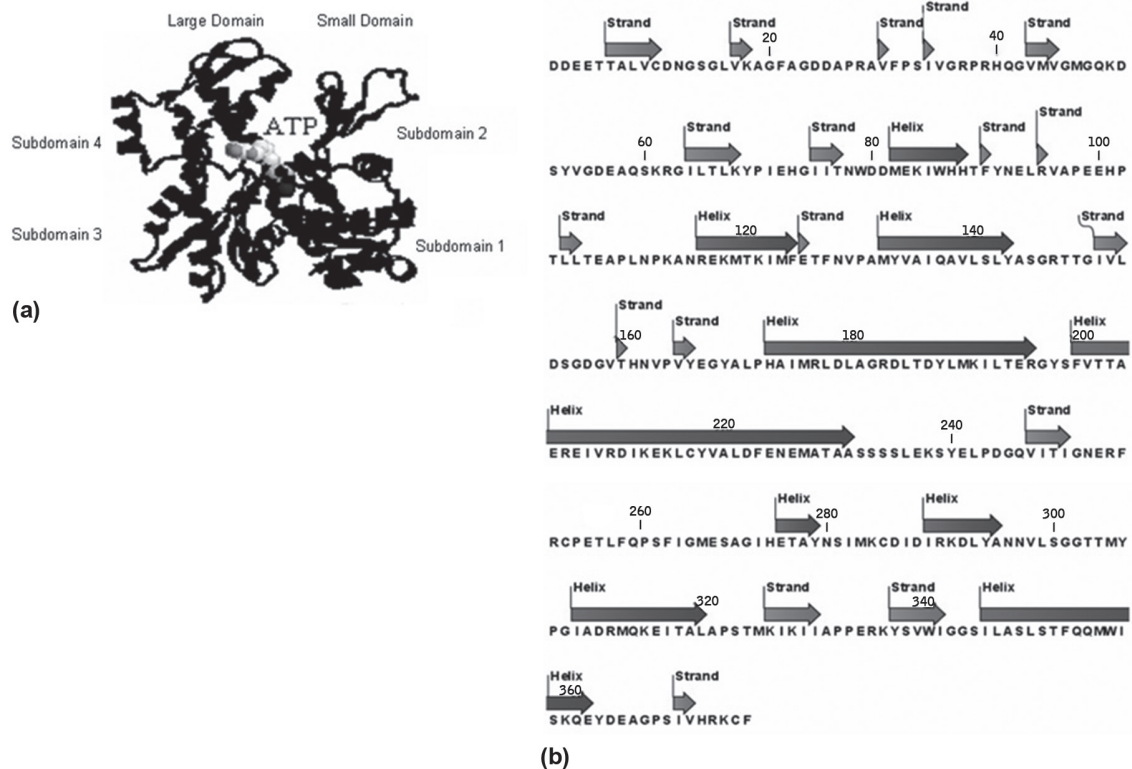 Large Domain Small Domain
ATP
Subdomain 4
Subdomain 2
Subdomain 3
Subdomain 1
(a)
Strand Strand Strand Strand Strand
20 40
DDEETTALVCDNGSGLVKAGFAGDDAPRAVFPSIVGRPRHQGVMVGMGQKD
Strand Strand Helix Strand Strand
60 80 100
SYVGDEAQSKRGILTLKYPIEHGIITNWDDMEKIWHHTFYNELRVAPEEHP
Strand Helix Strand Helix Strand
120 140
TLLTEAPLNPKANREKMTKIMFETFNVPAMYVAIQAVLSLYASGRTTGIVL
Strand Strand Helix Helix
160 180 200
DSGDGVTHNVPVYEGYALPHAIMRLDLAGRDLTDYLMKILTERGYSFVTTA
Helix Strand
220 240
EREIVRDIKEKLCYVALDFENEMATAASSSSLEKSYELPDGQVITIGNERF
Helix Helix
260 280 300
RCPETLFQPSFIGMESAGIHETAYNSIMKCDIDIRKDLYANNVLSGGTTMY
Helix Strand Strand Helix
320 340
PGIADRMQKEITALAPSTMKIKIIAPPERKYSVWIGGSILASLSTFQQMWI
Helix Strand
360
SKQEYDEAGPSIVHRKCF
(b)